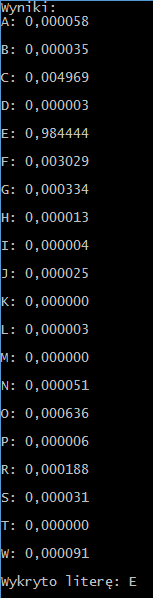 Wyniki:
A: 0,000058
B: 0,000035
C: 0,004969
D: 0,000003
E: 0,984444
F: 0,003029
G: 0,000334
H: 0,000013
I: 0,000004
J: 0,000025
K: 0,000000
L: 0,000003
M: 0,000000
N: 0,000051
O: 0,000636
P: 0,000006
R: 0,000188
S: 0,000031
T: 0,000000
W: 0,000091
Wykryto literę: E